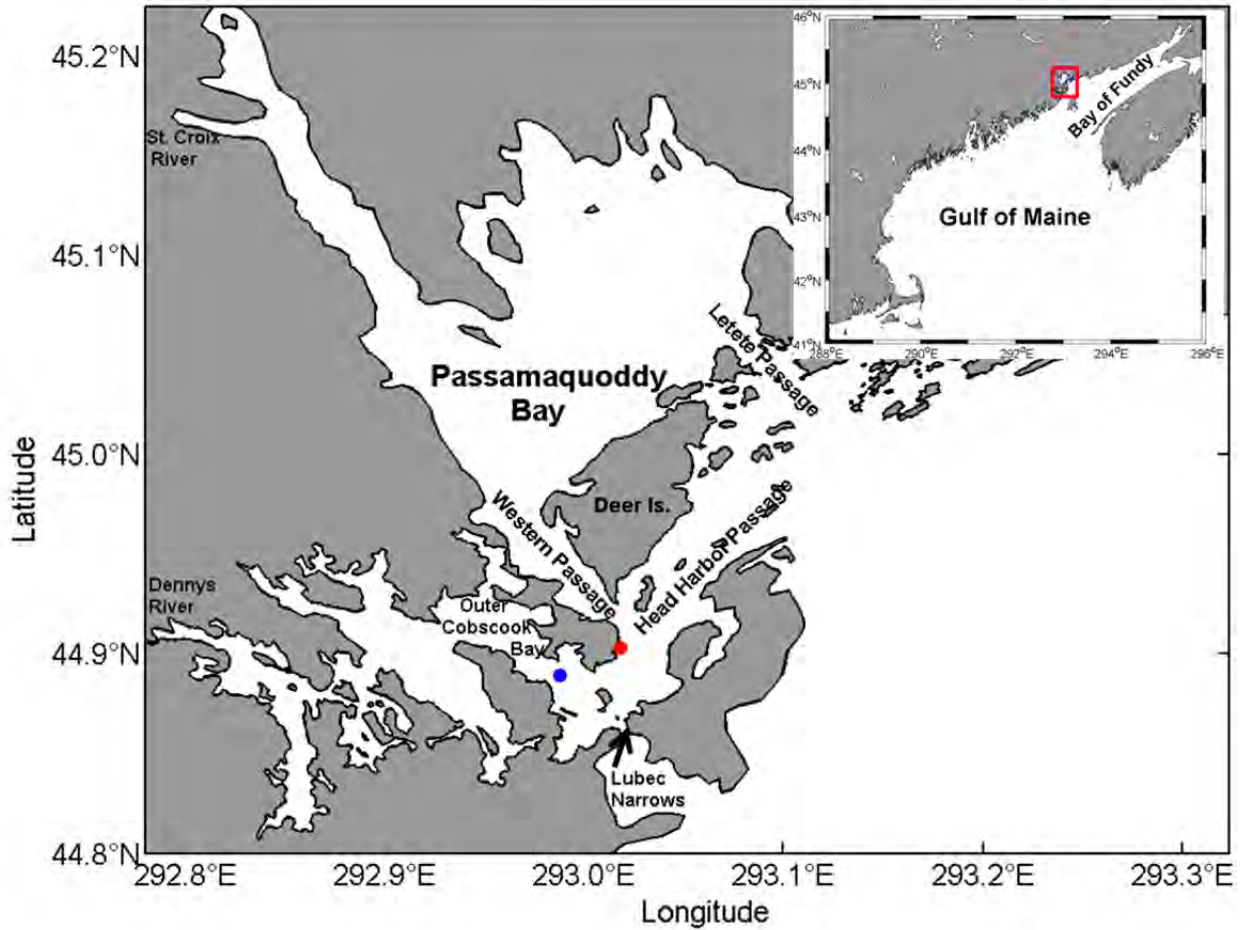 45.2°N
45.1°N
45.0°N
44.9°N
44.8°N
Latitude
292.8°E
292.9°E
293.0°E
293.1°E
293.2°E
293.3°E
Longitude
St. Croix
River
Passamaquoddy
Bay
Letete Passage
Deer Is.
Western Passage
Head Harbor Passage
Dennys
River
Outer
Cobscook
Bay
Lubec
Narrows
46°N
45°N
44°N
43°N
42°N
41°N
288°E
290°E
292°E
294°E
296°E
Bay of Fundy
Gulf of Maine